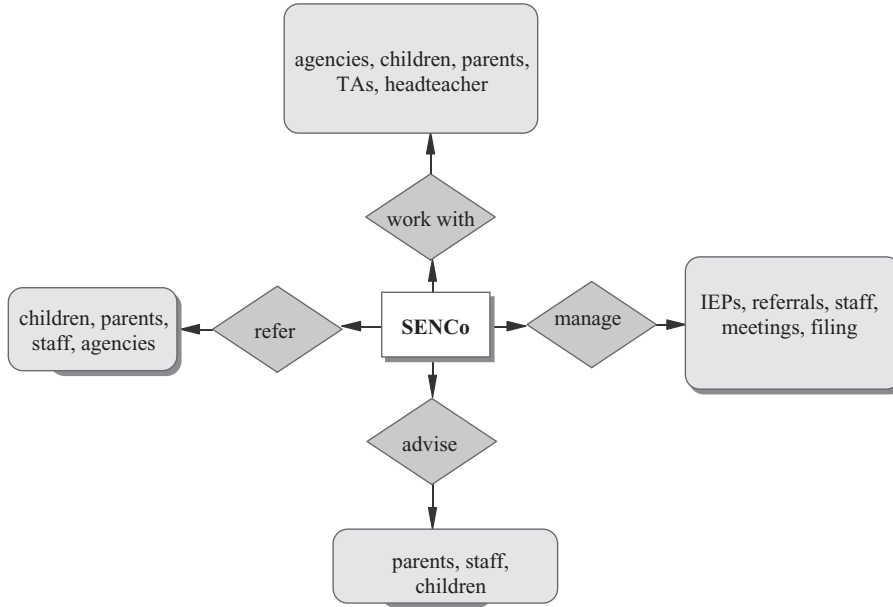 agencies, children, parents,
TAs, headteacher
work with
children, parents,
staff, agencies
refer
SENCo
manage
IEPs, referrals, staff,
meetings, filing
advise
parents, staff,
children